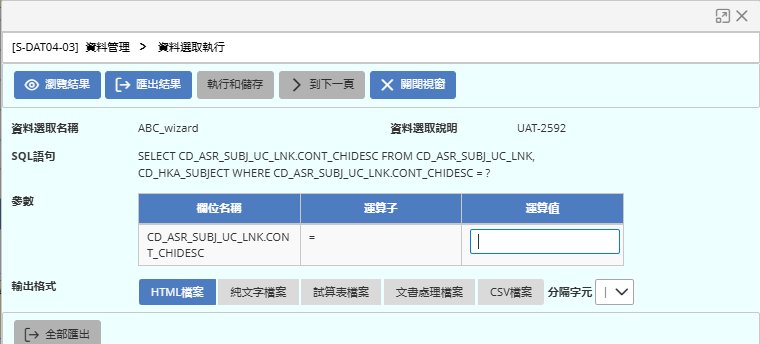 [S-DAT04-03] 資料管理 > 資料選取執行
瀏覽結果 匯出結果 執行和儲存 到下一頁 關閉視窗
資料選取名稱 ABC_wizard 資料選取說明 UAT-2592
SQL語句 SELECT CD_ASR_SUBJ_UC_LNK.CONT_CHIDESC FROM CD_ASR_SUBJ_UC_LNK,
CD_HKA_SUBJECT WHERE CD_ASR_SUBJ_UC_LNK.CONT_CHIDESC = ?
參數 欄位名稱 運算子 運算值
CD_ASR_SUBJ_UC_LNK.CON =
T_CHIDESC
輸出格式 HTML檔案 純文字檔案 試算表檔案 文書處理檔案 CSV檔案 分隔字元 |
全部匯出